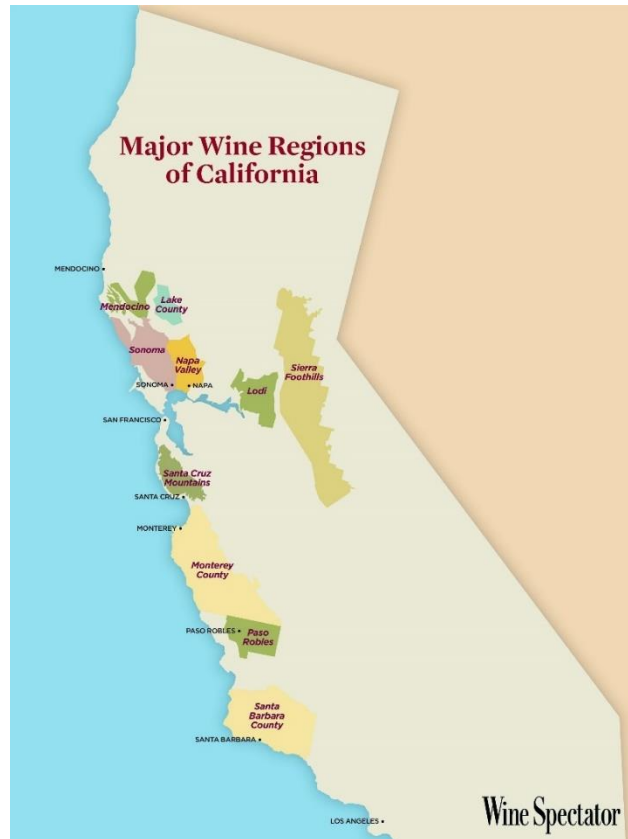 Major Wine Regions
of California
MENDOCINO
Mendocino
Lake
County
Sonoma
Napa
Valley
SONOMA
NAPA
Lodi
Sierra
Foothills
SAN FRANCISCO
Santa Cruz
Mountains
SANTA CRUZ
MONTEREY
Monterey
County
PASO ROBLES
Paso
Robles
Santa
Barbara
County
SANTA BARBARA
LOS ANGELES
Wine Spectator